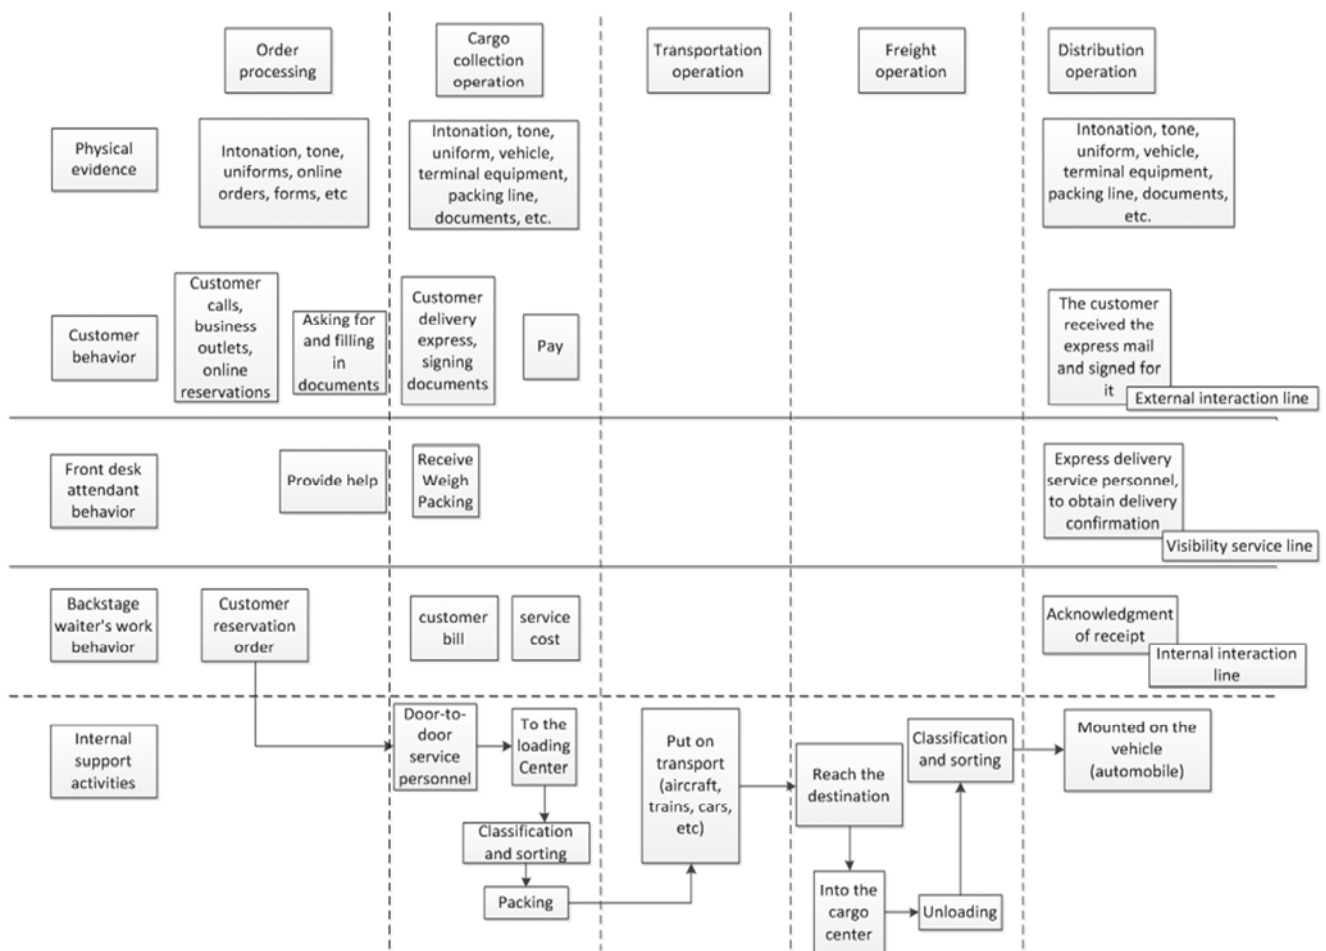 Order
processing
Cargo
collection
operation
Transportation
operation
Freight
operation
Distribution
operation
Physical
evidence
Intonation, tone,
uniforms, online
orders, forms, etc
Intonation, tone,
uniform, vehicle,
terminal equipment,
packing line,
documents, etc.
Intonation, tone,
uniform, vehicle,
terminal equipment,
packing line, documents,
etc.
Customer
behavior
Customer
calls,
business
outlets,
online
reservations
Asking for
and filling
in
documents
Customer
delivery
express,
signing
documents
Pay
The customer
received the
express mail
and signed for
it
External interaction line
Front desk
attendant
behavior
Provide help
Receive
Weigh
Packing
Express delivery
service personnel,
to obtain delivery
confirmation
Visibility service line
Backstage
waiter's work
behavior
Customer
reservation
order
customer
bill
service
cost
Acknowledgment
of receipt
Internal interaction
line
Internal
support
activities
Door-to-
door
service
personnel
To the
loading
Center
Classification
and sorting
Packing
Put on
transport
(aircraft,
trains, cars,
etc)
Reach the
destination
Into the
cargo
center
Unloading
Classification
and sorting
Mounted on the
vehicle
(automobile)